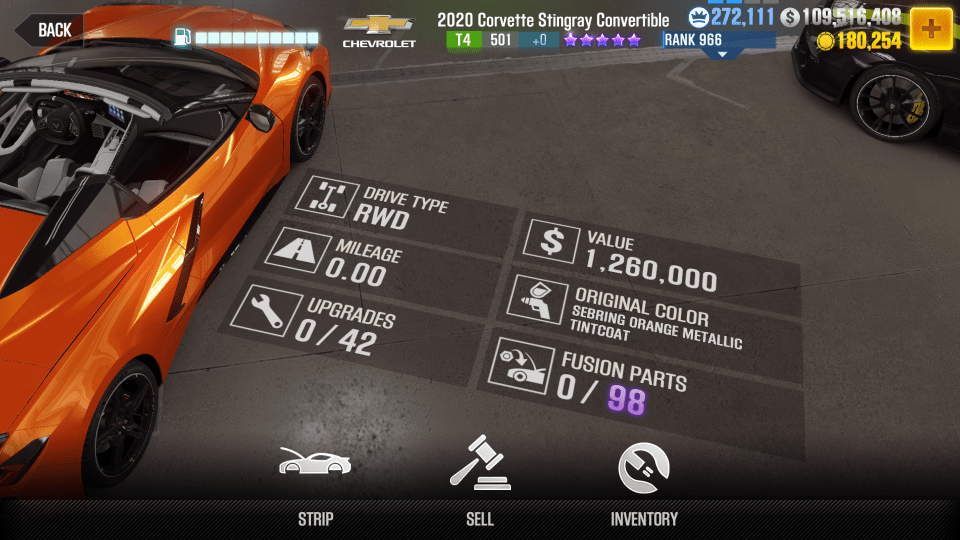 BACK
CHEVROLET
2020 Corvette Stingray Convertible
T4 501 +0
RANK 966
272,111
$ 109,516,408
180,254
DRIVE TYPE
RWD
MILEAGE
0.00
UPGRADES
0 / 42
$ VALUE
1,260,000
ORIGINAL COLOR
SEBRING ORANGE METALLIC
TINTCOAT
FUSION PARTS
0 / 98
STRIP
SELL
INVENTORY